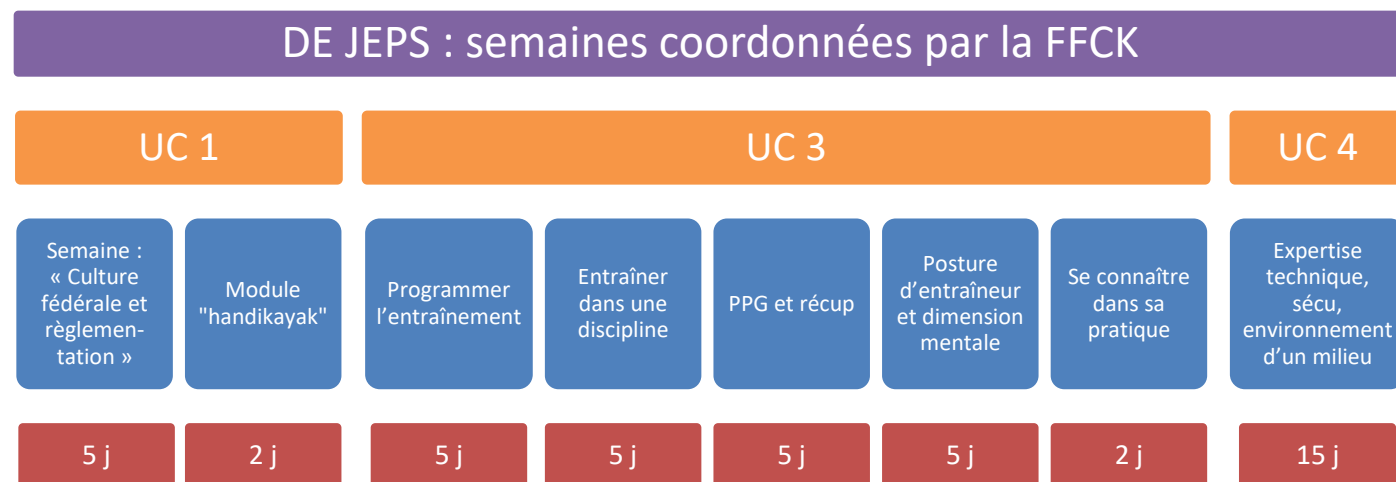 DE JEPS : semaines coordonnées par la FFCK
UC 1
UC 3
UC 4
Semaine :
« Culture
fédérale et
règlemen-
tation »
Module
"handikayak"
Programmer
l’entraînement
Entraîner
dans une
discipline
PPG et récup
Posture
d’entraîneur
et dimension
mentale
Se connaître
dans sa
pratique
Expertise
technique,
sécu,
environnement
d’un milieu
5 j
2 j
5 j
5 j
5 j
5 j
2 j
15 j